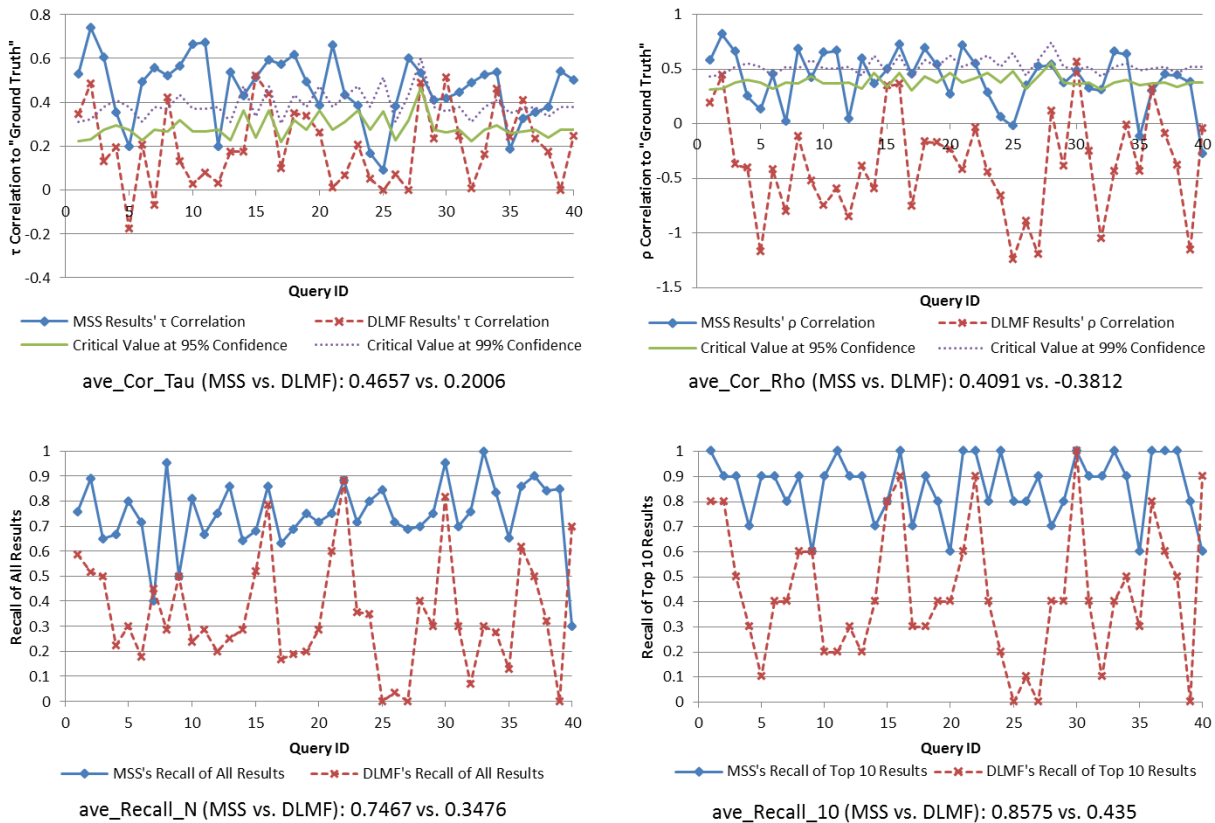 0.8
0.6
0.4
0.2
0
-0.2
-0.4
0 5 10 15 20 25 30 35 40
τ Correlation to "Ground Truth"
Query ID
MSS Results' τ Correlation
DLMF Results' τ Correlation
Critical Value at 95% Confidence
Critical Value at 99% Confidence
ave_Cor_Tau (MSS vs. DLMF): 0.4657 vs. 0.2006
1
0.5
0
-0.5
-1
-1.5
0 5 10 15 20 25 30 35 40
ρ Correlation to "Ground Truth"
Query ID
MSS Results' ρ Correlation
DLMF Results' ρ Correlation
Critical Value at 95% Confidence
Critical Value at 99% Confidence
ave_Cor_Rho (MSS vs. DLMF): 0.4091 vs. -0.3812
1
0.9
0.8
0.7
0.6
0.5
0.4
0.3
0.2
0.1
0
0 5 10 15 20 25 30 35 40
Recall of All Results
Query ID
MSS's Recall of All Results
DLMF's Recall of All Results
ave_Recall_N (MSS vs. DLMF): 0.7467 vs. 0.3476
1
0.9
0.8
0.7
0.6
0.5
0.4
0.3
0.2
0.1
0
0 5 10 15 20 25 30 35 40
Recall of Top 10 Results
Query ID
MSS's Recall of Top 10 Results
DLMF's Recall of Top 10 Results
ave_Recall_10 (MSS vs. DLMF): 0.8575 vs. 0.435